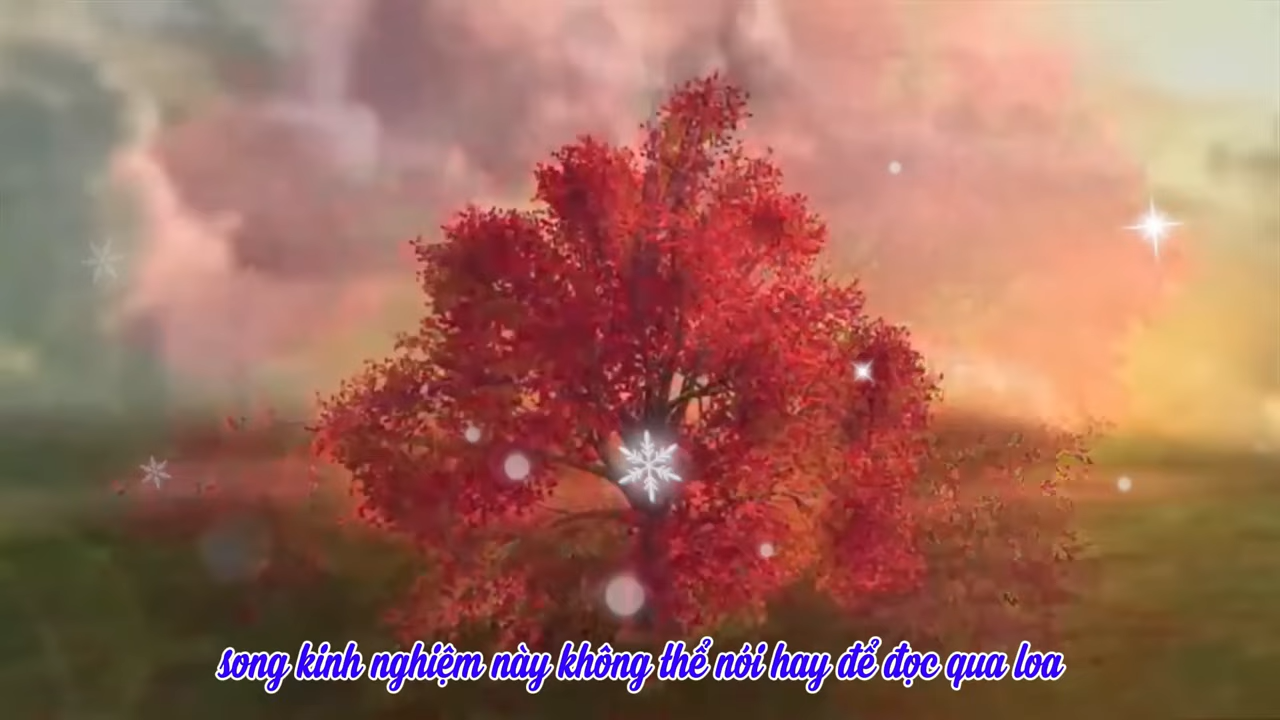 song kinh nghiệm này không thể nói hay để đọc qua loa